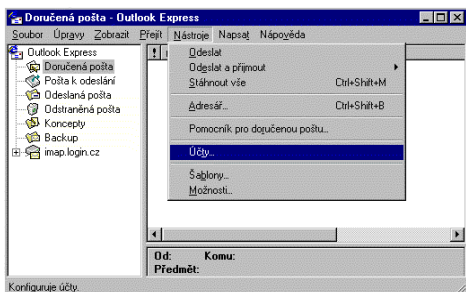 Doručená pošta - Outlook Express
Soubor Úpravy Zobrazit Přejít Nástroje Napsat Nápověda
Outlook Express
Doručená pošta
Pošta k odeslání
Odeslaná pošta
Odstraněná pošta
Koncepty
Backup
imap.login.cz
!
Odeslat
Odeslat a přijmout
Stáhnout vše Ctrl+Shift+M
Adresář... Ctrl+Shift+B
Pomocník pro doručenou poštu...
Účty...
Šablony...
Možnosti...
Od: Komu:
Předmět:
Konfiguruje účty.